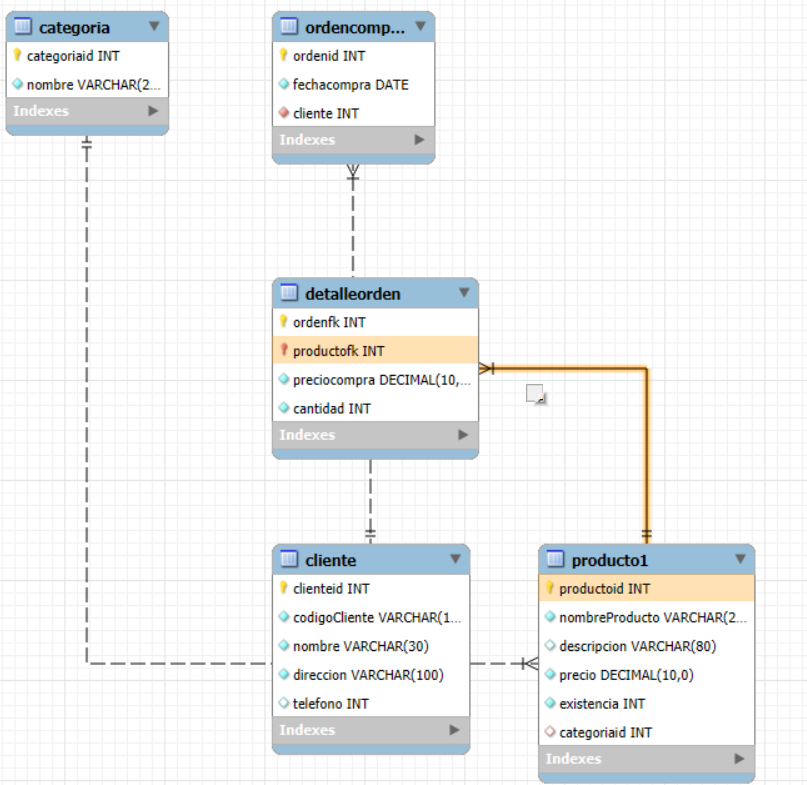 categoria
categoriaid INT
nombre VARCHAR(2...
Indexes
ordencomp...
ordenid INT
fechacompra DATE
cliente INT
Indexes
detalleorden
ordenfk INT
productofk INT
preciocompra DECIMAL(10,...
cantidad INT
Indexes
cliente
clienteid INT
codigoCliente VARCHAR(1...
nombre VARCHAR(30)
direccion VARCHAR(100)
telefono INT
Indexes
producto1
productoid INT
nombreProducto VARCHAR(2...
descripcion VARCHAR(80)
precio DECIMAL(10,0)
existencia INT
categoriaid INT
Indexes